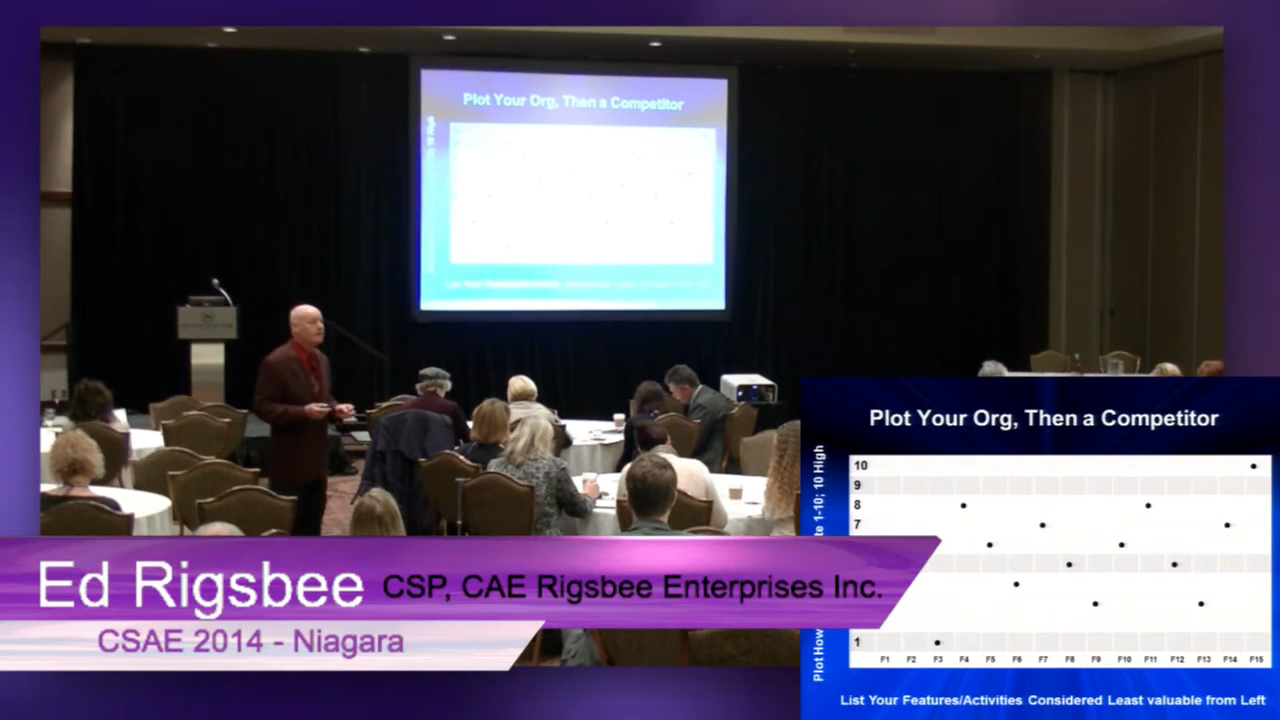 Plot Your Org, Then a Competitor
Ed Rigsbee CSP, CAE Rigsbee Enterprises Inc.
CSAE 2014 - Niagara
Plot Your Org, Then a Competitor
Plot How
te 1-10; 10 High
10
9
8
7
1
F1 F2 F3 F4 F5 F6 F7 F8 F9 F10 F11 F12 F13 F14 F15
List Your Features/Activities Considered Least valuable from Left